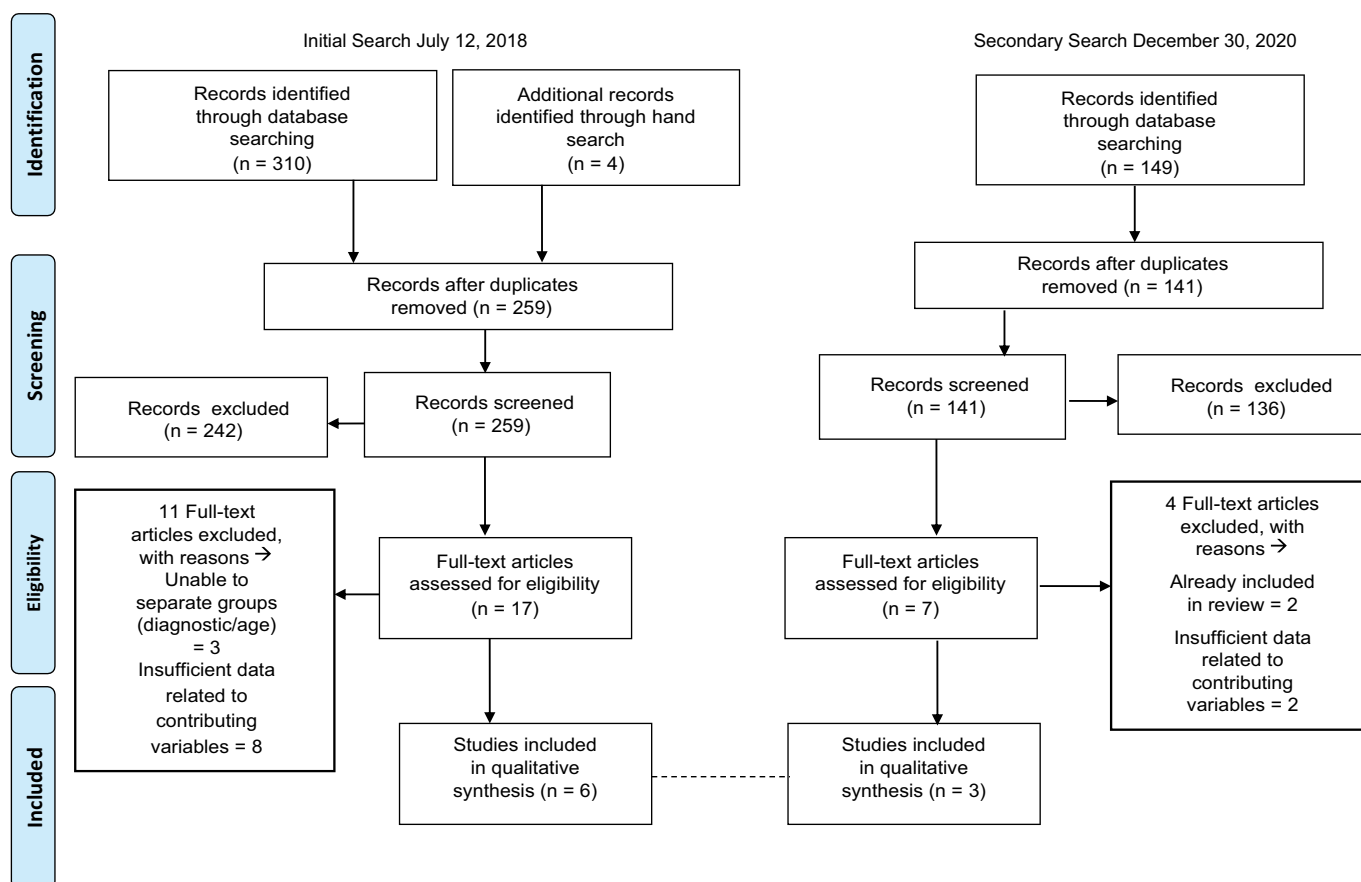 Identification
Initial Search July 12, 2018
Records identified
through database
searching
(n = 310)
Additional records
identified through hand
search
(n = 4)
Secondary Search December 30, 2020
Records identified
through database
searching
(n = 149)
Screening
Records after duplicates
removed (n = 259)
Records excluded
(n = 242)
Records screened
(n = 259)
Records after duplicates
removed (n = 141)
Records screened
(n = 141)
Records excluded
(n = 136)
Eligibility
11 Full-text
articles excluded,
with reasons →
Unable to
separate groups
(diagnostic/age)
= 3
Insufficient data
related to
contributing
variables = 8
Full-text articles
assessed for eligibility
(n = 17)
Full-text articles
assessed for eligibility
(n = 7)
4 Full-text articles
excluded, with
reasons →
Already included
in review = 2
Insufficient data
related to
contributing
variables = 2
Included
Studies included
in qualitative
synthesis (n = 6)
Studies included
in qualitative
synthesis (n = 3)